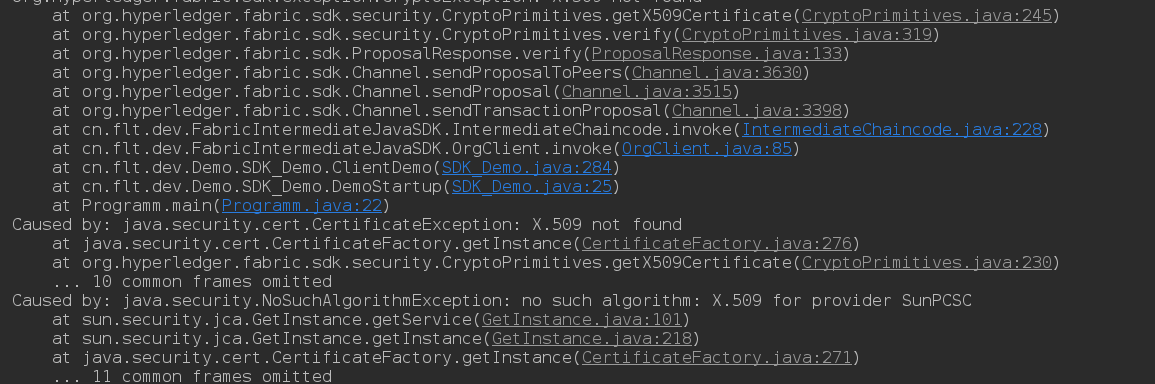 org.hyperledger.fabric.sdk.exception.CryptoException: X.509 not found
at org.hyperledger.fabric.sdk.security.CryptoPrimitives.getX509Certificate(CryptoPrimitives.java:245)
at org.hyperledger.fabric.sdk.security.CryptoPrimitives.verify(CryptoPrimitives.java:319)
at org.hyperledger.fabric.sdk.ProposalResponse.verify(ProposalResponse.java:133)
at org.hyperledger.fabric.sdk.Channel.sendProposalToPeers(Channel.java:3630)
at org.hyperledger.fabric.sdk.Channel.sendProposal(Channel.java:3515)
at org.hyperledger.fabric.sdk.Channel.sendTransactionProposal(Channel.java:3398)
at cn.flt.dev.FabricIntermediateJavaSDK.IntermediateChaincode.invoke(IntermediateChaincode.java:228)
at cn.flt.dev.FabricIntermediateJavaSDK.OrgClient.invoke(OrgClient.java:85)
at cn.flt.dev.Demo.SDK_Demo.ClientDemo(SDK_Demo.java:284)
at cn.flt.dev.Demo.SDK_Demo.DemoStartup(SDK_Demo.java:25)
at Programm.main(Programm.java:22)
Caused by: java.security.cert.CertificateException: X.509 not found
at java.security.cert.CertificateFactory.getInstance(CertificateFactory.java:276)
at org.hyperledger.fabric.sdk.security.CryptoPrimitives.getX509Certificate(CryptoPrimitives.java:230)
... 10 common frames omitted
Caused by: java.security.NoSuchAlgorithmException: no such algorithm: X.509 for provider SunPCSC
at sun.security.jca.GetInstance.getService(GetInstance.java:101)
at sun.security.jca.GetInstance.getInstance(GetInstance.java:218)
at java.security.cert.CertificateFactory.getInstance(CertificateFactory.java:271)
... 11 common frames omitted